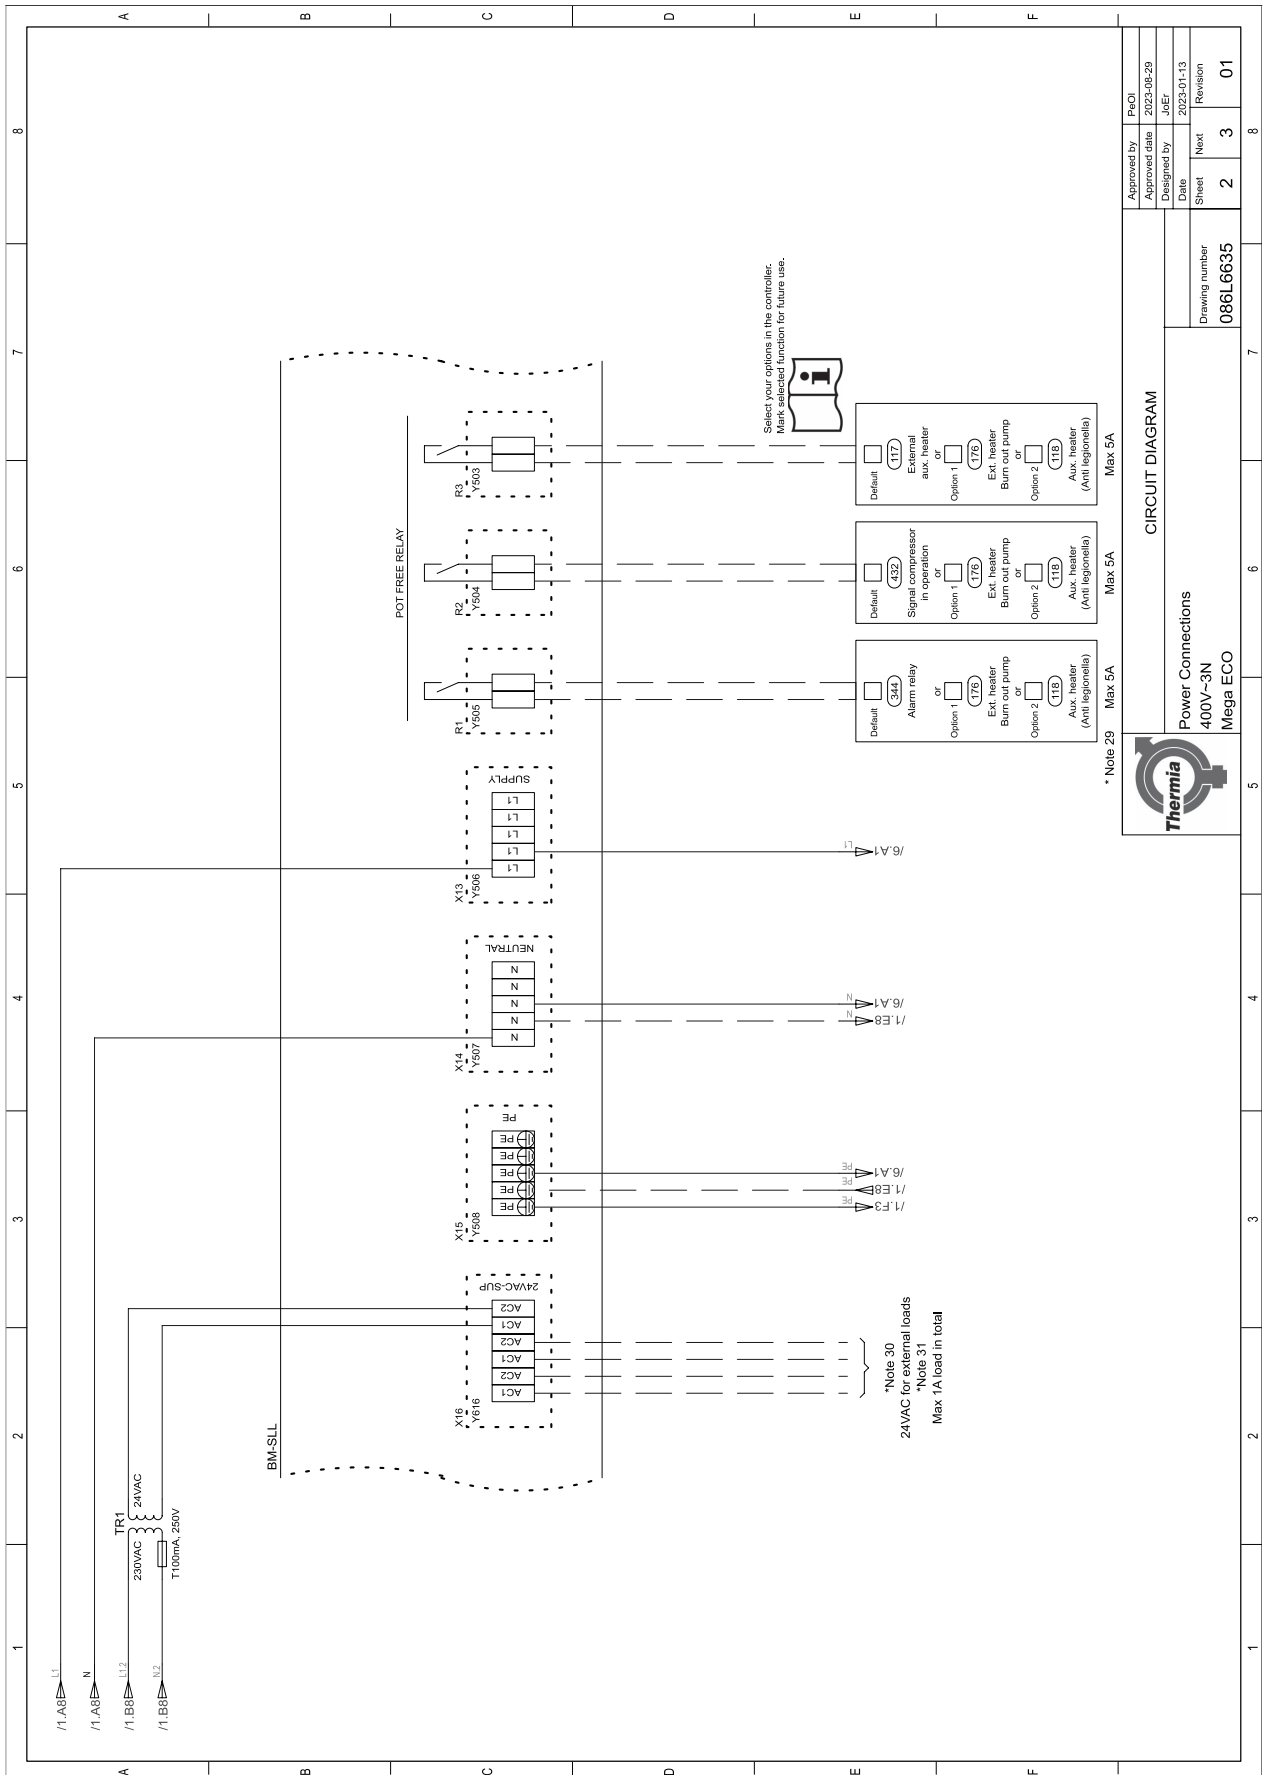 1 2 3 4 5 6 7 8
A
B
C
D
E
F
/1.A8 L1
/1.A8 N
/1.B8 L1.2
/1.B8 N.2
TR1
230VAC 24VAC
T100mA, 250V
BM-SLL
POT FREE RELAY
X16
Y616
24VAC-SUP
AC1 AC2 AC1 AC2 AC1 AC2
X15
Y508
PE
PE PE PE PE PE
X14
Y507
NEUTRAL
N N N N N
X13
Y506
SUPPLY
L1 L1 L1 L1 L1
R1
Y505
R2
Y504
R3
Y503
*Note 30
24VAC for external loads
*Note 31
Max 1A load in total
/1.F3 PE
/1.E8 PE
/6.A1 PE
/1.E8 N
/6.A1 N
/6.A1 L1
Select your options in the controller.
Mark selected function for future use.
i
Default
344
Alarm relay
or
Option 1
176
Ext. heater
Burn out pump
or
Option 2
118
Aux. heater
(Anti legionella)
* Note 29 Max 5A
Default
432
Signal compressor
in operation
or
Option 1
176
Ext. heater
Burn out pump
or
Option 2
118
Aux. heater
(Anti legionella)
Max 5A
Default
117
External
aux. heater
or
Option 1
176
Ext. heater
Burn out pump
or
Option 2
118
Aux. heater
(Anti legionella)
Max 5A
Thermia
CIRCUIT DIAGRAM
Power Connections
400V~3N
Mega ECO
Drawing number
086L6635
Approved by PeOl
Approved date 2023-08-29
Designed by JoEr
Date 2023-01-13
Sheet Next Revision
2 3 01
1 2 3 4 5 6 7 8
A
B
C
D
E
F